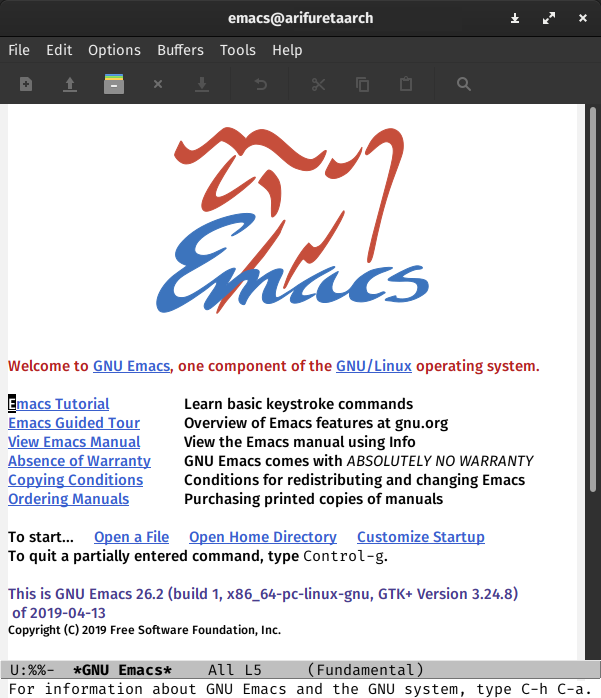 emacs@arifuretaarch
File Edit Options Buffers Tools Help
Emacs
Welcome to GNU Emacs, one component of the GNU/Linux operating system.
Emacs Tutorial Learn basic keystroke commands
Emacs Guided Tour Overview of Emacs features at gnu.org
View Emacs Manual View the Emacs manual using Info
Absence of Warranty GNU Emacs comes with ABSOLUTELY NO WARRANTY
Copying Conditions Conditions for redistributing and changing Emacs
Ordering Manuals Purchasing printed copies of manuals
To start... Open a File Open Home Directory Customize Startup
To quit a partially entered command, type Control-g.
This is GNU Emacs 26.2 (build 1, x86_64-pc-linux-gnu, GTK+ Version 3.24.8)
of 2019-04-13
Copyright (C) 2019 Free Software Foundation, Inc.
U:%%- *GNU Emacs* All L5 (Fundamental)
For information about GNU Emacs and the GNU system, type C-h C-a.